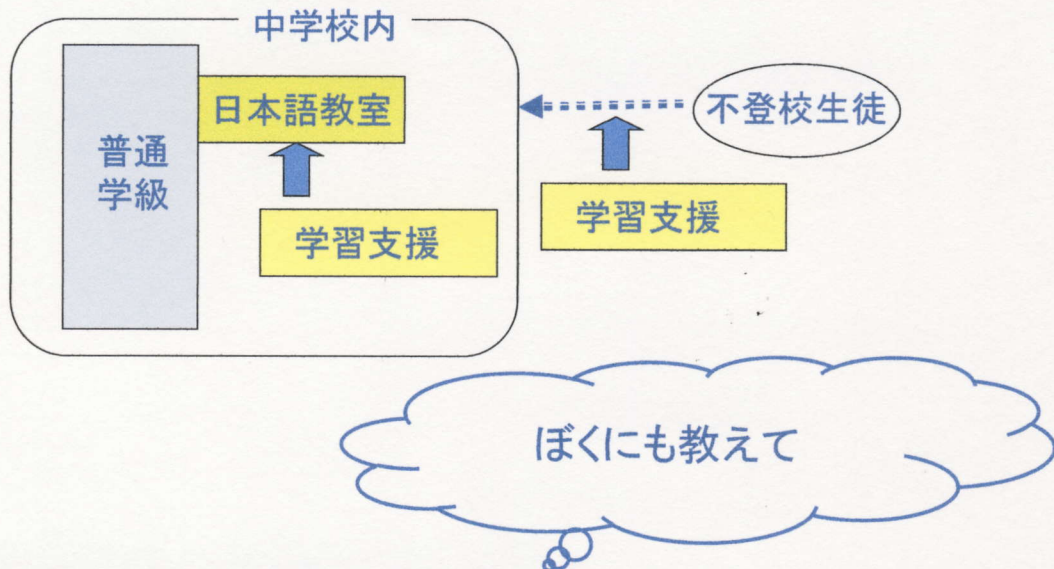 中学校内
日本語教室
不登校生徒
普通
学級
学習支援
学習支援
ぼくにも教えて